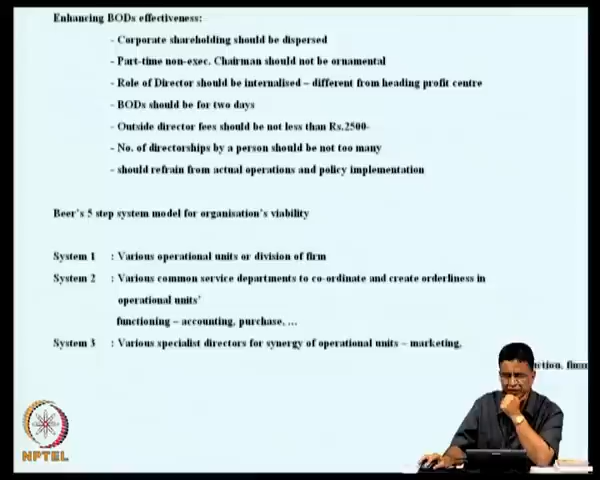 Enhancing BODs effectiveness:
- Corporate shareholding should be dispersed
- Part-time non-exec. Chairman should not be ornamental
- Role of Director should be internalised – different from heading profit centre
- BODs should be for two days
- Outside director fees should be not less than Rs.2500-
- No. of directorships by a person should be not too many
- should refrain from actual operations and policy implementation
Beer's 5 step system model for organisation's viability
System 1 : Various operational units or division of firm
System 2 : Various common service departments to co-ordinate and create orderliness in
operational units'
functioning – accounting, purchase, ...
System 3 : Various specialist directors for synergy of operational units – marketing,
NPTEL